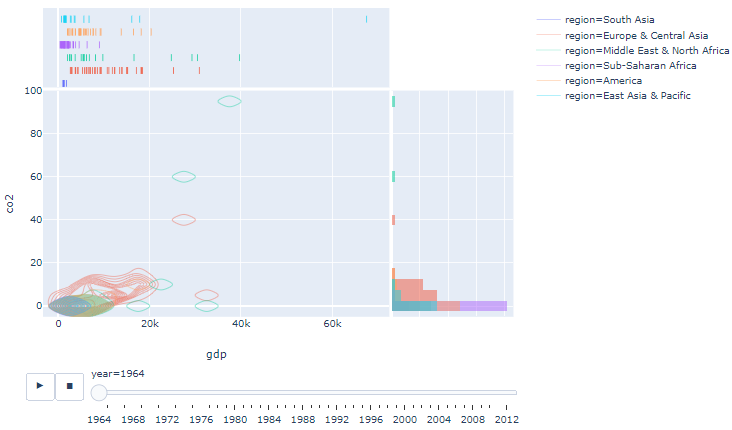 region=South Asia
region=Europe & Central Asia
region=Middle East & North Africa
region=Sub-Saharan Africa
region=America
region=East Asia & Pacific
100
80
60
40
20
0
co2
0 20k 40k 60k
gdp
year=1964
1964 1968 1972 1976 1980 1984 1988 1992 1996 2000 2004 2008 2012